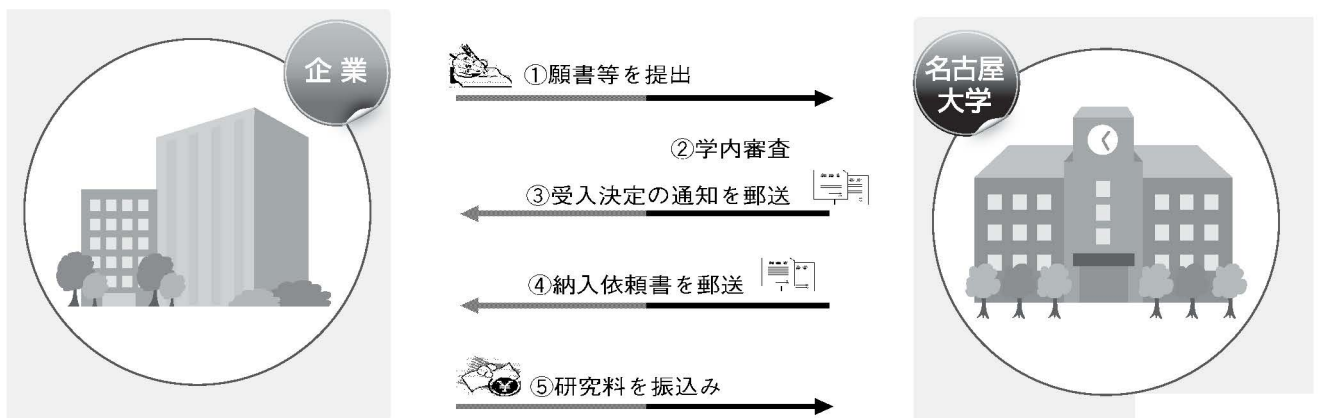 企業
①願書等を提出
②学内審査
③受入決定の通知を郵送
④納入依頼書を郵送
⑤研究料を振込み
名古屋
大学